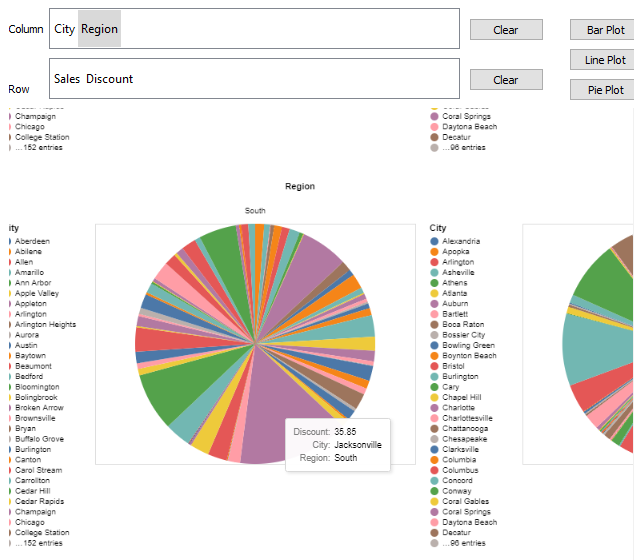 Column
City Region
Clear
Bar Plot
Line Plot
Row
Sales Discount
Clear
Pie Plot
Champaign
Chicago
College Station
...152 entries
Coral Springs
Daytona Beach
Decatur
...96 entries
Region
South
ity
Aberdeen
Abilene
Allen
Amarillo
Ann Arbor
Apple Valley
Appleton
Arlington
Arlington Heights
Aurora
Austin
Baytown
Beaumont
Bedford
Bloomington
Bolingbrook
Broken Arrow
Brownsville
Bryan
Buffalo Grove
Burlington
Canton
Carol Stream
Carrollton
Cedar Hill
Cedar Rapids
Champaign
Chicago
College Station
...152 entries
Discount: 35.85
City: Jacksonville
Region: South
City
Alexandria
Apopka
Arlington
Asheville
Athens
Atlanta
Auburn
Bartlett
Boca Raton
Bossier City
Bowling Green
Boynton Beach
Bristol
Burlington
Cary
Chapel Hill
Charlotte
Charlottesville
Chattanooga
Chesapeake
Clarksville
Columbia
Columbus
Concord
Conway
Coral Gables
Coral Springs
Daytona Beach
Decatur
...96 entries